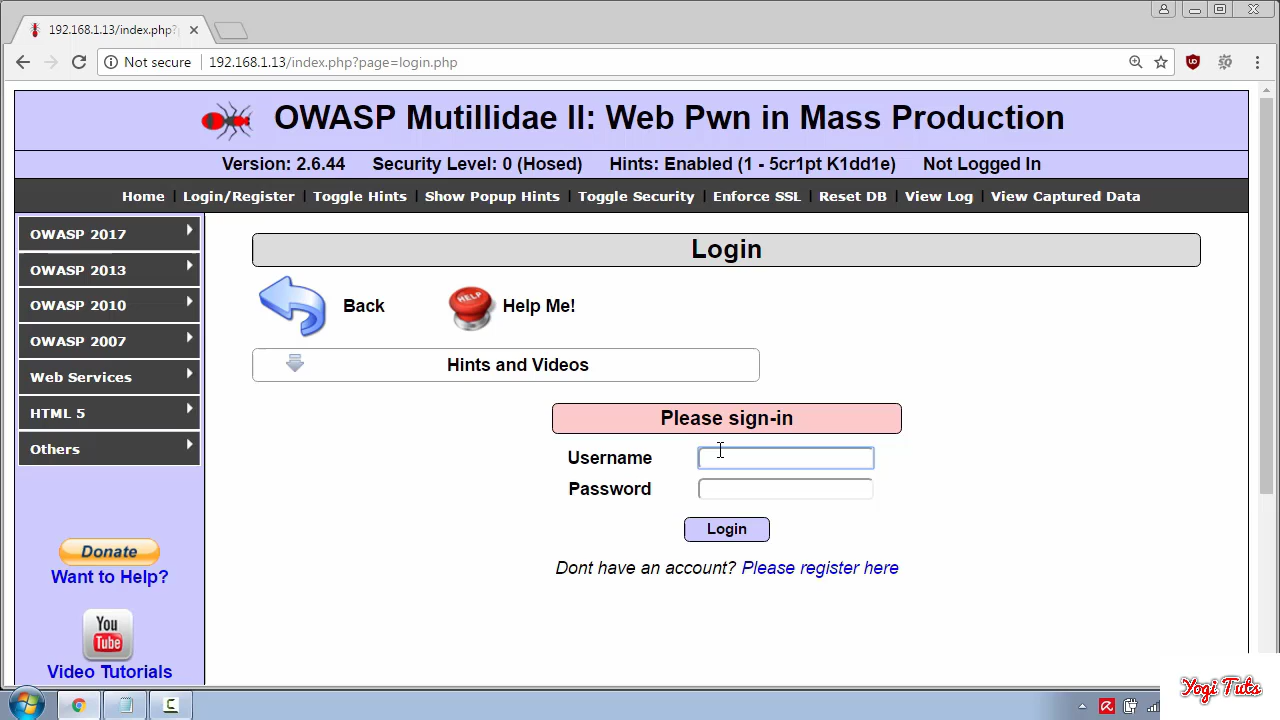 192.168.1.13/index.php?
Not secure 192.168.1.13/index.php?page=login.php
OWASP Mutillidae II: Web Pwn in Mass Production
Version: 2.6.44 Security Level: 0 (Hosed) Hints: Enabled (1 - 5cr1pt K1dd1e) Not Logged In
Home Login/Register Toggle Hints Show Popup Hints Toggle Security Enforce SSL Reset DB View Log View Captured Data
OWASP 2017
OWASP 2013
OWASP 2010
OWASP 2007
Web Services
HTML 5
Others
Donate
Want to Help?
You
Tube
Video Tutorials
Login
Back
HELP
Help Me!
Hints and Videos
Please sign-in
Username
Password
Login
Dont have an account? Please register here
Yogi Tuts